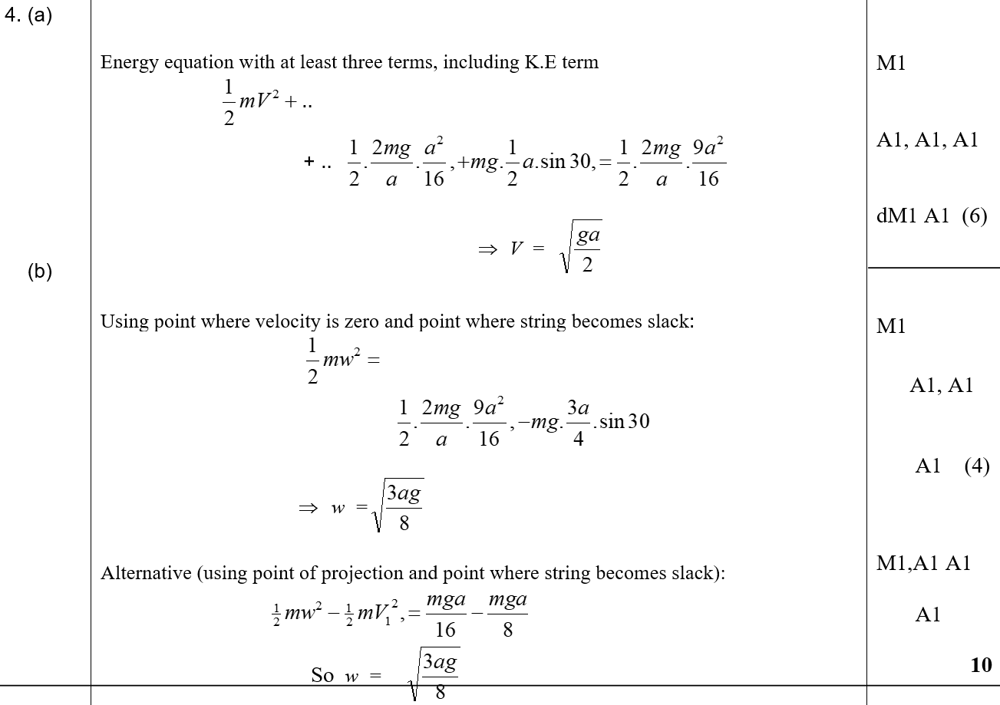 4. (a)
Energy equation with at least three terms, including K.E term M1
$\frac{1}{2}mV^2 + ..$
$+ .. \frac{1}{2}.\frac{2mg}{a}.\frac{a^2}{16}, +mg.\frac{1}{2}a.\sin 30, = \frac{1}{2}.\frac{2mg}{a}.\frac{9a^2}{16}$ A1, A1, A1
$\Rightarrow V = \sqrt{\frac{ga}{2}}$ dM1 A1 (6)
(b)
Using point where velocity is zero and point where string becomes slack: M1
$\frac{1}{2}mw^2 =$
$\frac{1}{2}.\frac{2mg}{a}.\frac{9a^2}{16}, -mg.\frac{3a}{4}.\sin 30$ A1, A1
$\Rightarrow w = \sqrt{\frac{3ag}{8}}$ A1 (4)
Alternative (using point of projection and point where string becomes slack): M1,A1 A1
$\frac{1}{2}mw^2 - \frac{1}{2}mV_1^2, = \frac{mga}{16} - \frac{mga}{8}$ A1
So $w = \sqrt{\frac{3ag}{8}}$ 10